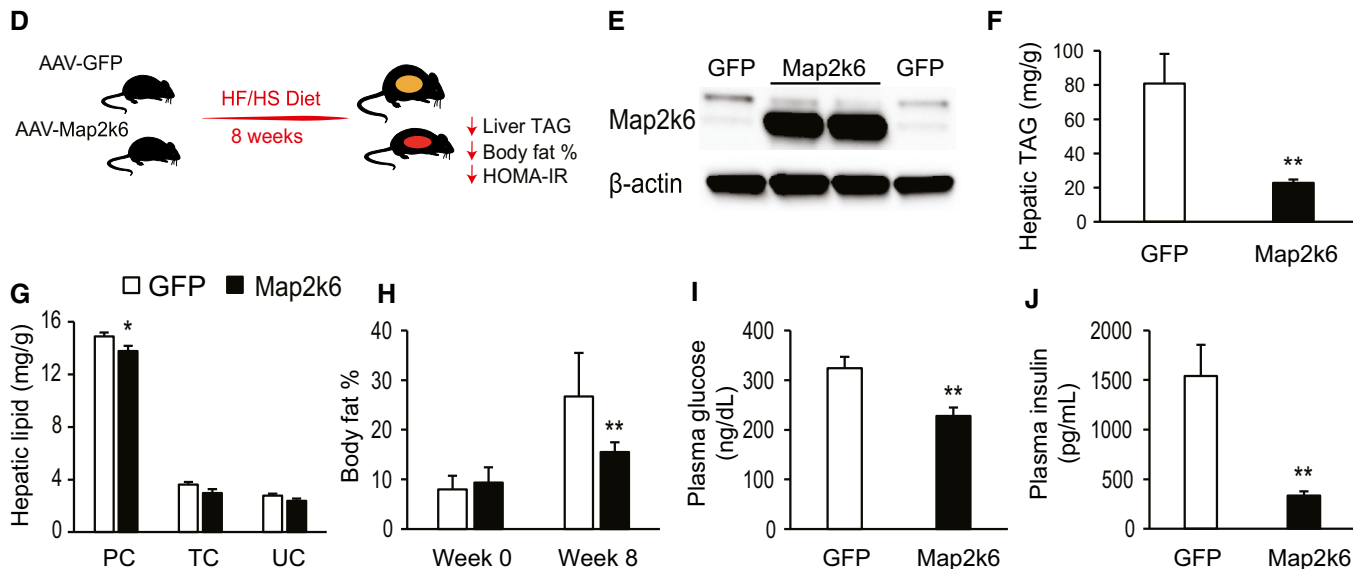 D
AAV-GFP
AAV-Map2k6
HF/HS Diet
8 weeks
↓ Liver TAG
↓ Body fat %
↓ HOMA-IR
E
GFP Map2k6 GFP
Map2k6
β-actin
F
Hepatic TAG (mg/g)
100
80
60
40
20
0
**
GFP Map2k6
G
GFP Map2k6
Hepatic lipid (mg/g)
16
12
8
4
0
*
PC TC UC
H
Body fat %
40
30
20
10
0
**
Week 0 Week 8
I
Plasma glucose
(ng/dL)
400
300
200
100
0
**
GFP Map2k6
J
Plasma insulin
(pg/mL)
2000
1500
1000
500
0
**
GFP Map2k6